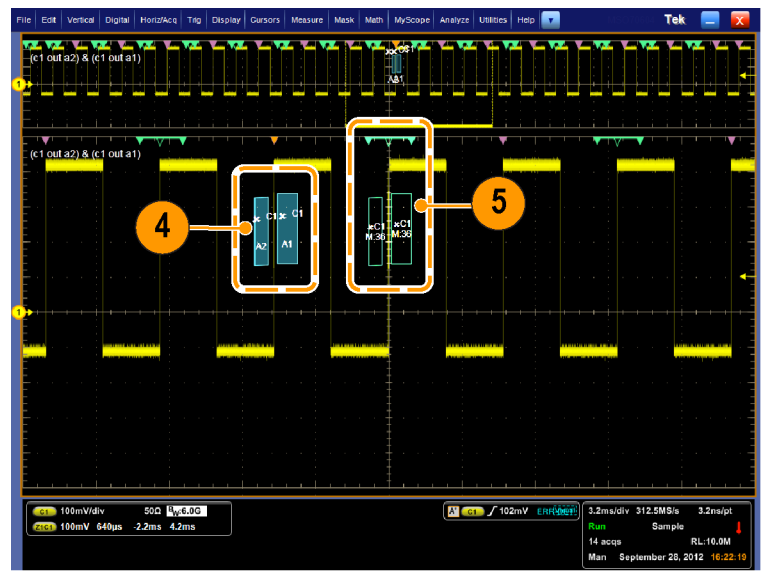 File Edit Vertical Digital Horiz/Acq Trig Display Cursors Measure Mask Math MyScope Analyze Utilities Help Tek X
(c1 out a2) & (c1 out a1)
C1
AB1
1
(c1 out a2) & (c1 out a1)
4
5
C1 C1
A2 A1
C1 C1
M:36 M:36
1
C1 100mV/div 50Ω BW:6.0G
Z1C1 100mV 640µs -2.2ms 4.2ms
A' C1 102mV
3.2ms/div 312.5MS/s 3.2ns/pt
Run Sample
14 acqs RL:10.0M
Man September 28, 2012 16:22:19